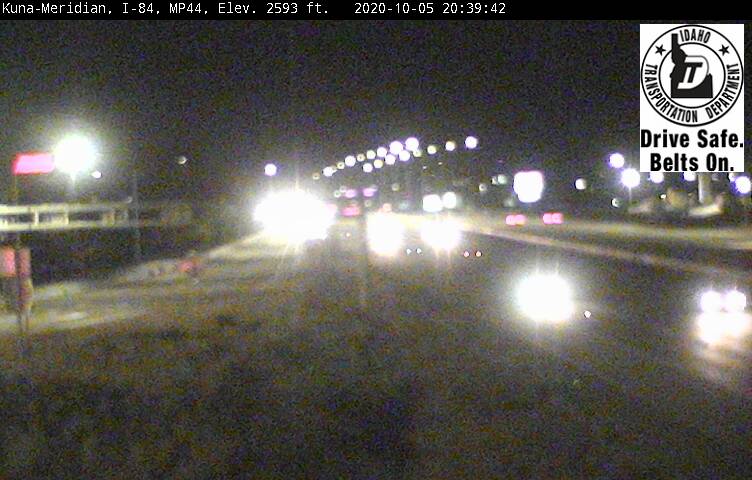 Kuna-Meridian, I-84, MP44, Elev. 2593 ft.   2020-10-05 20:39:42
IDAHO
TRANSPORTATION DEPARTMENT
Drive Safe.
Belts On.